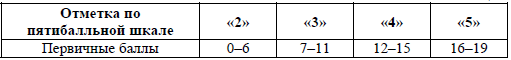 Отметка по
пятибалльной шкале «2» «3» «4» «5»
Первичные баллы 0–6 7–11 12–15 16–19